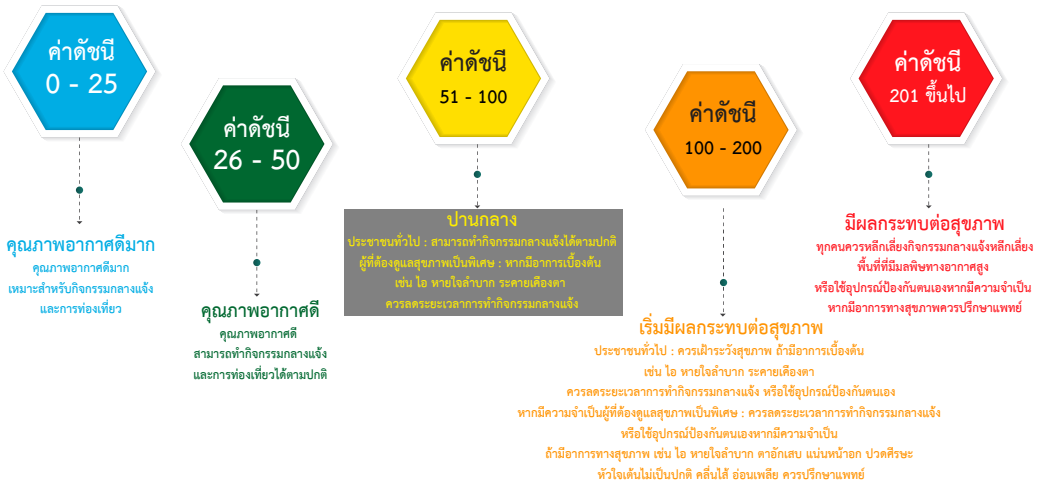 ค่าดัชนี
0 - 25
คุณภาพอากาศดีมาก
คุณภาพอากาศดีมาก
เหมาะสำหรับกิจกรรมกลางแจ้ง
และการท่องเที่ยว
ค่าดัชนี
26 - 50
คุณภาพอากาศดี
คุณภาพอากาศดี
สามารถทำกิจกรรมกลางแจ้ง
และการท่องเที่ยวได้ตามปกติ
ค่าดัชนี
51 - 100
ปานกลาง
ประชาชนทั่วไป : สามารถทำกิจกรรมกลางแจ้งได้ตามปกติ
ผู้ที่ต้องดูแลสุขภาพเป็นพิเศษ : หากมีอาการเบื้องต้น
เช่น ไอ หายใจลำบาก ระคายเคืองตา
ควรลดระยะเวลาการทำกิจกรรมกลางแจ้ง
ค่าดัชนี
100 - 200
เริ่มมีผลกระทบต่อสุขภาพ
ประชาชนทั่วไป : ควรเฝ้าระวังสุขภาพ ถ้ามีอาการเบื้องต้น
เช่น ไอ หายใจลำบาก ระคายเคืองตา
ควรลดระยะเวลาการทำกิจกรรมกลางแจ้ง หรือใช้อุปกรณ์ป้องกันตนเอง
หากมีความจำเป็นผู้ที่ต้องดูแลสุขภาพเป็นพิเศษ : ควรลดระยะเวลาการทำกิจกรรมกลางแจ้ง
หรือใช้อุปกรณ์ป้องกันตนเองหากมีความจำเป็น
ถ้ามีอาการทางสุขภาพ เช่น ไอ หายใจลำบาก ตาอักเสบ แน่นหน้าอก ปวดศีรษะ
หัวใจเต้นไม่เป็นปกติ คลื่นไส้ อ่อนเพลีย ควรปรึกษาแพทย์
ค่าดัชนี
201 ขึ้นไป
มีผลกระทบต่อสุขภาพ
ทุกคนควรหลีกเลี่ยงกิจกรรมกลางแจ้งหลีกเลี่ยง
พื้นที่ที่มีมลพิษทางอากาศสูง
หรือใช้อุปกรณ์ป้องกันตนเองหากมีความจำเป็น
หากมีอาการทางสุขภาพควรปรึกษาแพทย์